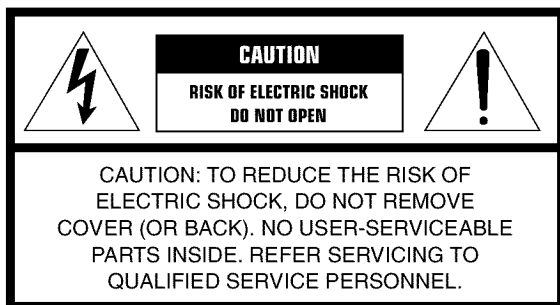 CAUTION
RISK OF ELECTRIC SHOCK
DO NOT OPEN
CAUTION: TO REDUCE THE RISK OF
ELECTRIC SHOCK, DO NOT REMOVE
COVER (OR BACK). NO USER-SERVICEABLE
PARTS INSIDE. REFER SERVICING TO
QUALIFIED SERVICE PERSONNEL.